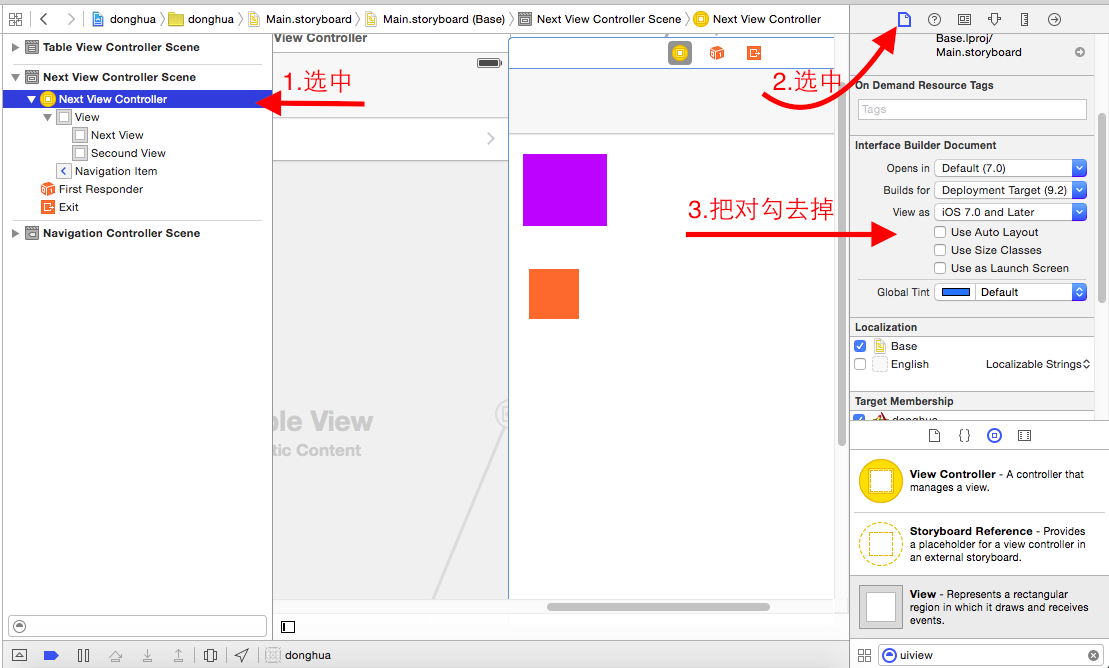 donghua
donghua
Main.storyboard
Main.storyboard (Base)
Next View Controller Scene
Next View Controller
Table View Controller Scene
Next View Controller Scene
Next View Controller
View
Next View
Secound View
Navigation Item
First Responder
Exit
Navigation Controller Scene
1.选中
View Controller
2.选中
3.把对勾去掉
ble View
tic Content
Base.lproj/
Main.storyboard
On Demand Resource Tags
Tags
Interface Builder Document
Opens in Default (7.0)
Builds for Deployment Target (9.2)
View as iOS 7.0 and Later
Use Auto Layout
Use Size Classes
Use as Launch Screen
Global Tint Default
Localization
Base
English Localizable Strings
Target Membership
donghua
View Controller - A controller that
manages a view.
Storyboard Reference - Provides
a placeholder for a view controller in
an external storyboard.
View - Represents a rectangular
region in which it draws and receives
events.
donghua
uiview